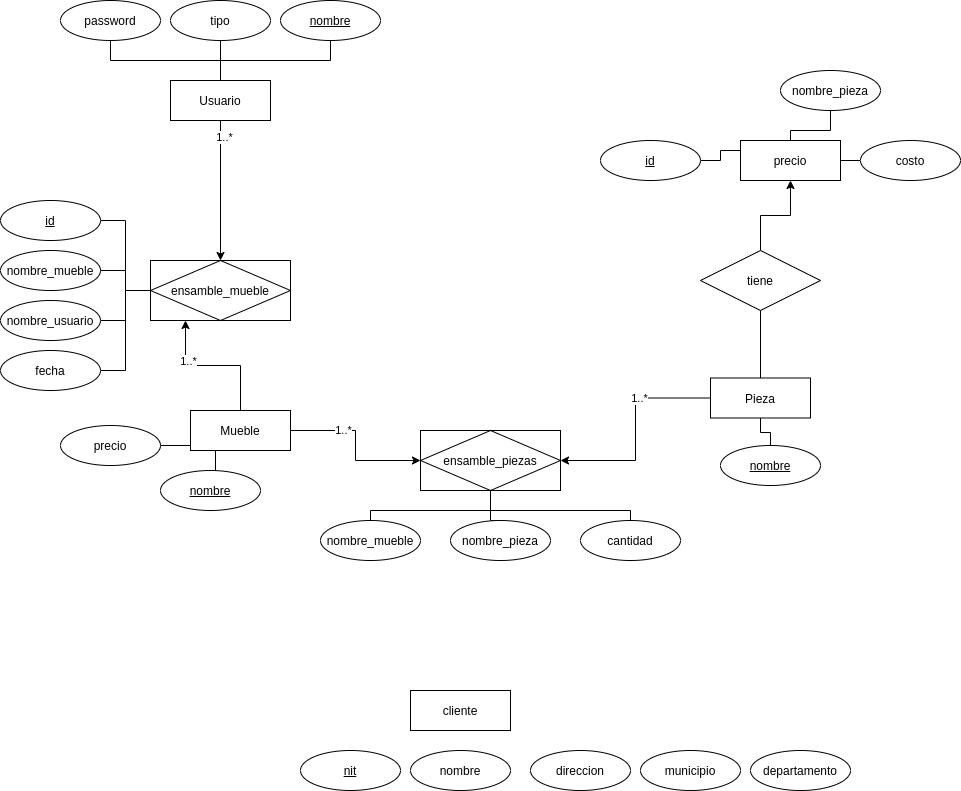 password
tipo
nombre
Usuario
1..*
nombre_pieza
id
precio
costo
id
nombre_mueble
nombre_usuario
fecha
ensamble_mueble
tiene
1..*
Mueble
1..*
precio
nombre
ensamble_piezas
1..*
Pieza
nombre
nombre_mueble
nombre_pieza
cantidad
cliente
nit
nombre
direccion
municipio
departamento